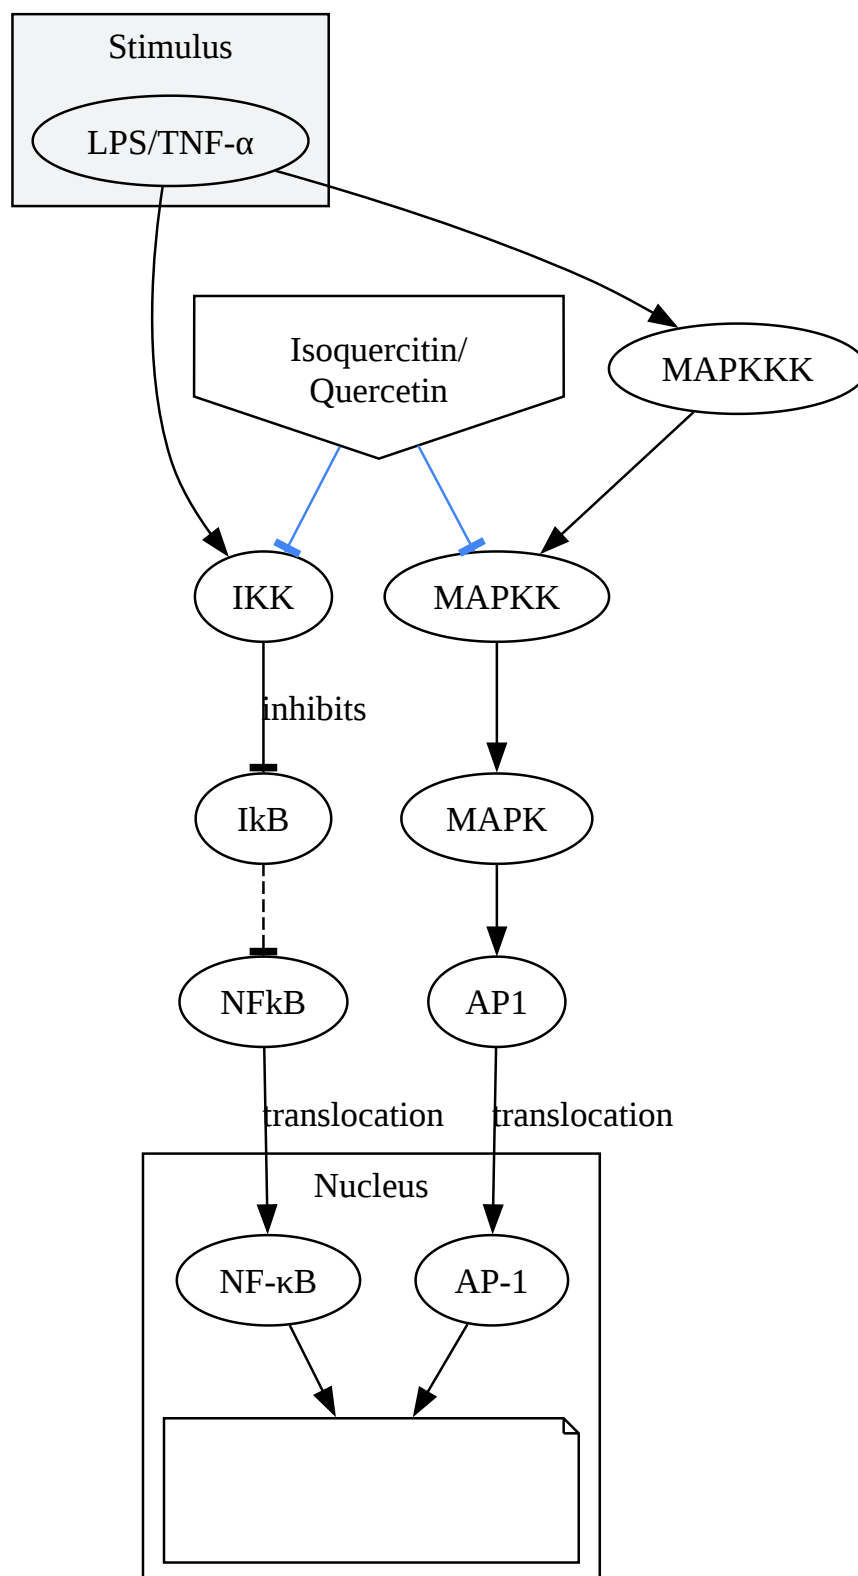 Stimulus
LPS/TNF-α
Isoquercitin/
Quercetin
MAPKKK
IKK
MAPKK
inhibits
IkB
MAPK
NFkB
AP1
translocation
translocation
Nucleus
NF-κB
AP-1